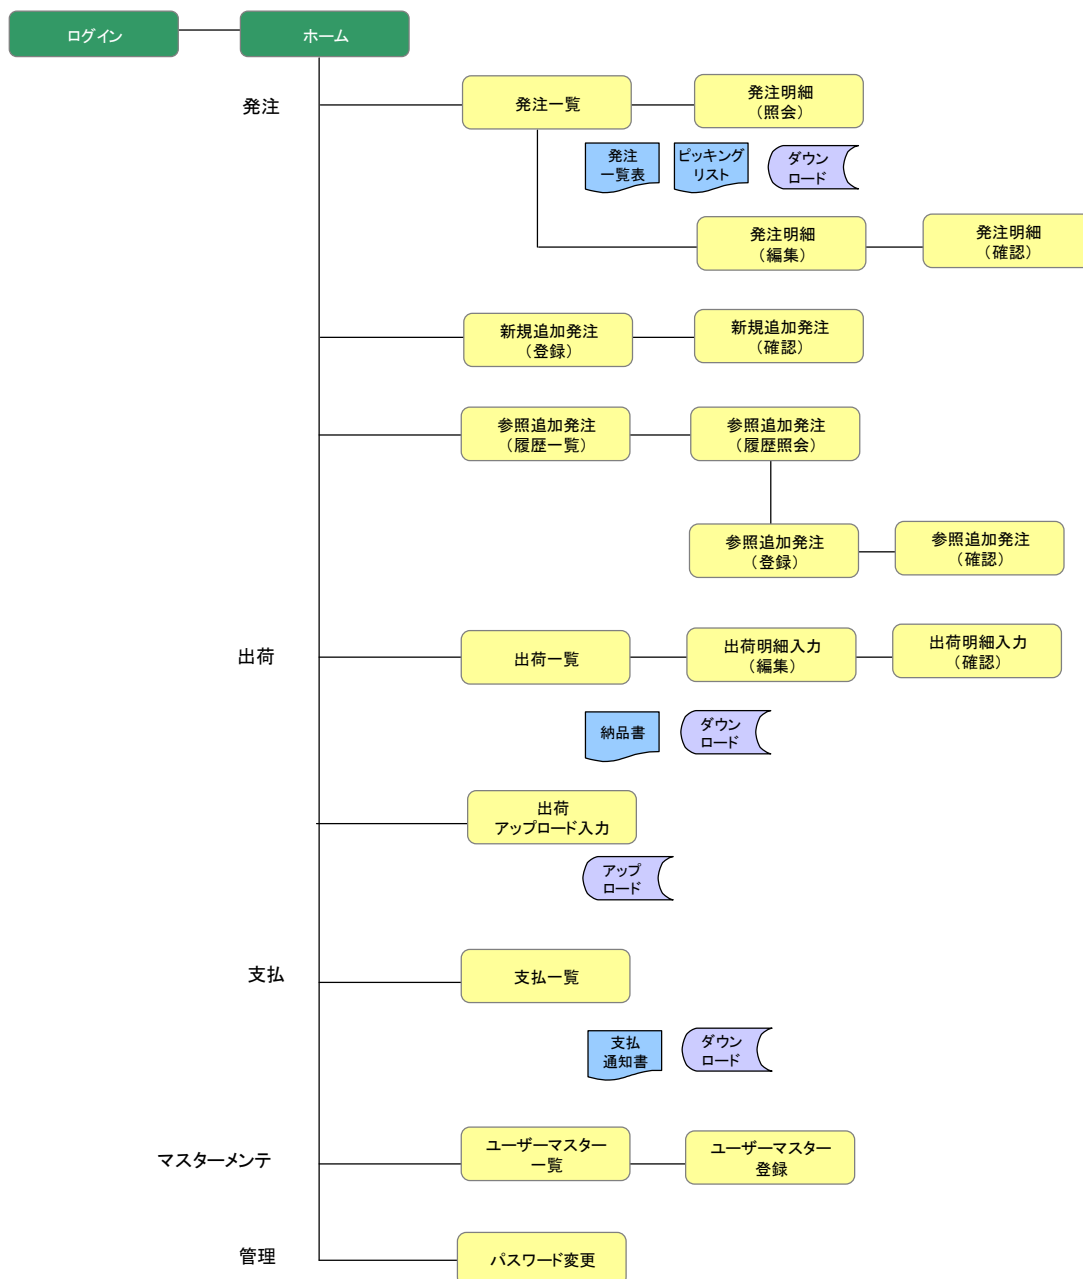 ログイン
ホーム
発注
発注一覧
発注明細
（照会）
発注
一覧表
ピッキング
リスト
ダウン
ロード
発注明細
（編集）
発注明細
（確認）
新規追加発注
（登録）
新規追加発注
（確認）
参照追加発注
（履歴一覧）
参照追加発注
（履歴照会）
参照追加発注
（登録）
参照追加発注
（確認）
出荷
出荷一覧
出荷明細入力
（編集）
出荷明細入力
（確認）
納品書
ダウン
ロード
出荷
アップロード入力
アップ
ロード
支払
支払一覧
支払
通知書
ダウン
ロード
マスターメンテ
ユーザーマスター
一覧
ユーザーマスター
登録
管理
パスワード変更